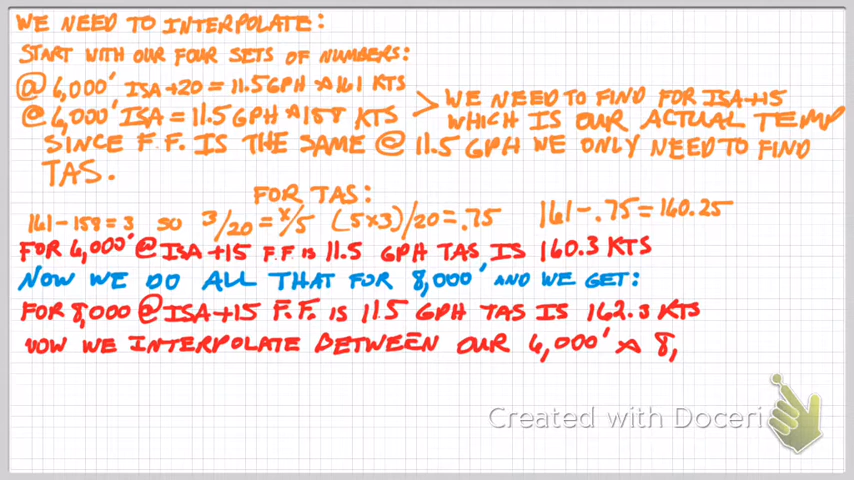 WE NEED TO INTERPOLATE:
START WITH OUR FOUR SETS OF NUMBERS:
@ 6,000' ISA+20 = 11.5 GPH & 161 KTS
@ 6,000' ISA = 11.5 GPH & 158 KTS
> WE NEED TO FIND FOR ISA+15
WHICH IS OUR ACTUAL TEMP
SINCE F.F. IS THE SAME @ 11.5 GPH WE ONLY NEED TO FIND
TAS.
FOR TAS:
161-158=3 SO 3/20=X/5 (5x3)/20=.75 161-.75=160.25
FOR 6,000' @ ISA+15 F.F IS 11.5 GPH TAS IS 160.3 KTS
NOW WE DO ALL THAT FOR 8,000' AND WE GET:
FOR 8,000 @ ISA+15 F.F. IS 11.5 GPH TAS IS 162.3 KTS
NOW WE INTERPOLATE BETWEEN OUR 6,000' & 8,
Created with Doceri